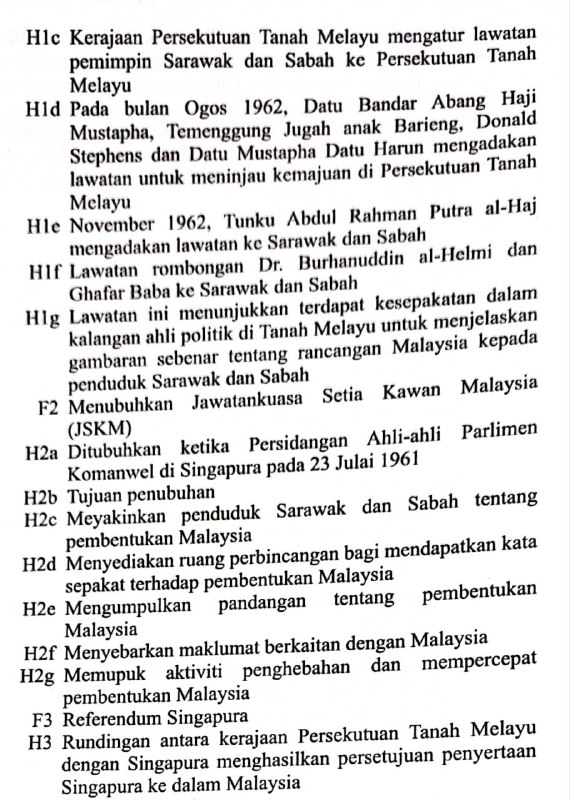 H1c Kerajaan Persekutuan Tanah Melayu mengatur lawatan
pemimpin Sarawak dan Sabah ke Persekutuan Tanah
Melayu
H1d Pada bulan Ogos 1962, Datu Bandar Abang Haji
Mustapha, Temenggung Jugah anak Barieng, Donald
Stephens dan Datu Mustapha Datu Harun mengadakan
lawatan untuk meninjau kemajuan di Persekutuan Tanah
Melayu
H1e November 1962, Tunku Abdul Rahman Putra al-Haj
mengadakan lawatan ke Sarawak dan Sabah
H1f Lawatan rombongan Dr. Burhanuddin al-Helmi dan
Ghafar Baba ke Sarawak dan Sabah
H1g Lawatan ini menunjukkan terdapat kesepakatan dalam
kalangan ahli politik di Tanah Melayu untuk menjelaskan
gambaran sebenar tentang rancangan Malaysia kepada
penduduk Sarawak dan Sabah
F2 Menubuhkan Jawatankuasa Setia Kawan Malaysia
(JSKM)
H2a Ditubuhkan ketika Persidangan Ahli-ahli Parlimen
Komanwel di Singapura pada 23 Julai 1961
H2b Tujuan penubuhan
H2c Meyakinkan penduduk Sarawak dan Sabah tentang
pembentukan Malaysia
H2d Menyediakan ruang perbincangan bagi mendapatkan kata
sepakat terhadap pembentukan Malaysia
H2e Mengumpulkan pandangan tentang pembentukan
Malaysia
H2f Menyebarkan maklumat berkaitan dengan Malaysia
H2g Memupuk aktiviti penghebahan dan mempercepat
pembentukan Malaysia
F3 Referendum Singapura
H3 Rundingan antara kerajaan Persekutuan Tanah Melayu
dengan Singapura menghasilkan persetujuan penyertaan
Singapura ke dalam Malaysia